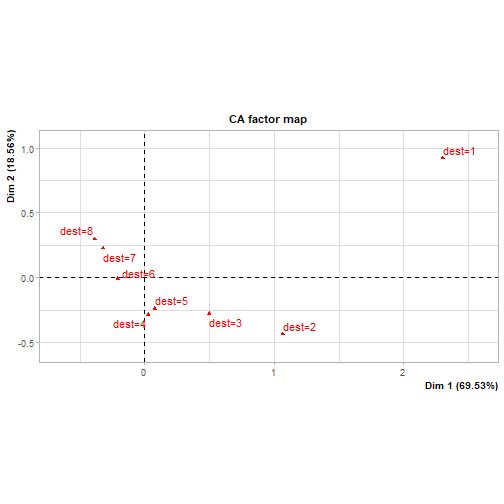 CA factor map
Dim 2 (18.56%)
1.0
0.5
0.0
-0.5
dest=1
dest=8
dest=7
dest=6
dest=5
dest=4
dest=3
dest=2
0
1
2
Dim 1 (69.53%)